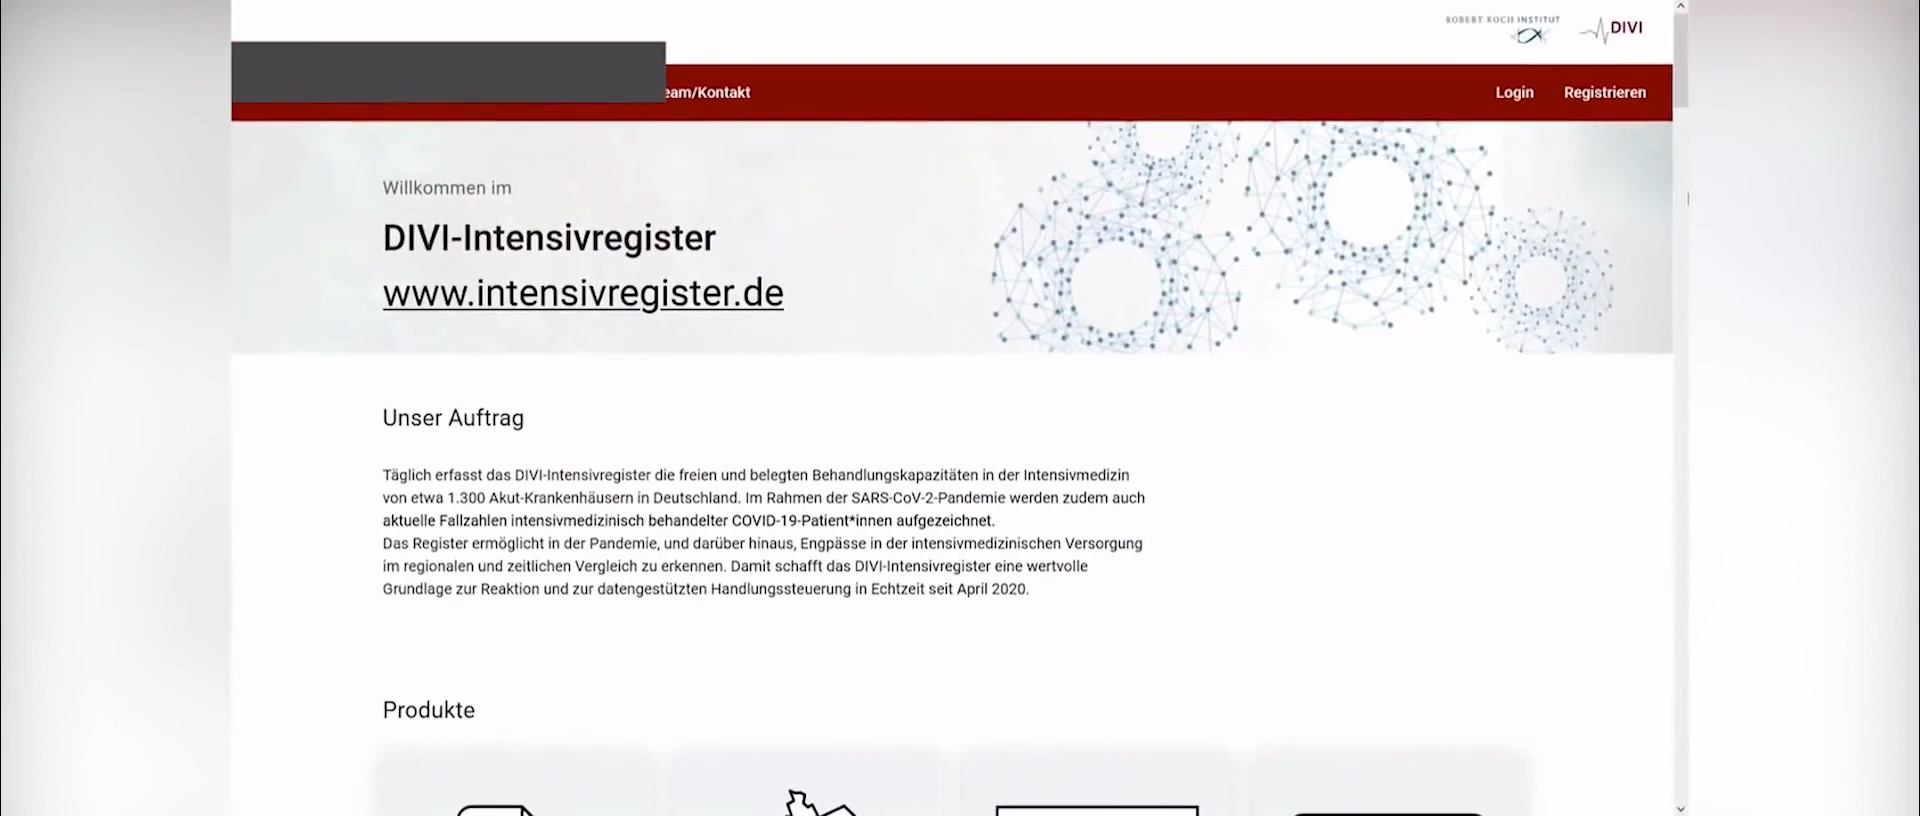 ROBERT KOCH INSTITUT
DIVI
eam/Kontakt
Login
Registrieren
Willkommen im
DIVI-Intensivregister
www.intensivregister.de
Unser Auftrag
Täglich erfasst das DIVI-Intensivregister die freien und belegten Behandlungskapazitäten in der Intensivmedizin
von etwa 1.300 Akut-Krankenhäusern in Deutschland. Im Rahmen der SARS-CoV-2-Pandemie werden zudem auch
aktuelle Fallzahlen intensivmedizinisch behandelter COVID-19-Patient*innen aufgezeichnet.
Das Register ermöglicht in der Pandemie, und darüber hinaus, Engpässe in der intensivmedizinischen Versorgung
im regionalen und zeitlichen Vergleich zu erkennen. Damit schafft das DIVI-Intensivregister eine wertvolle
Grundlage zur Reaktion und zur datengestützten Handlungssteuerung in Echtzeit seit April 2020.
Produkte